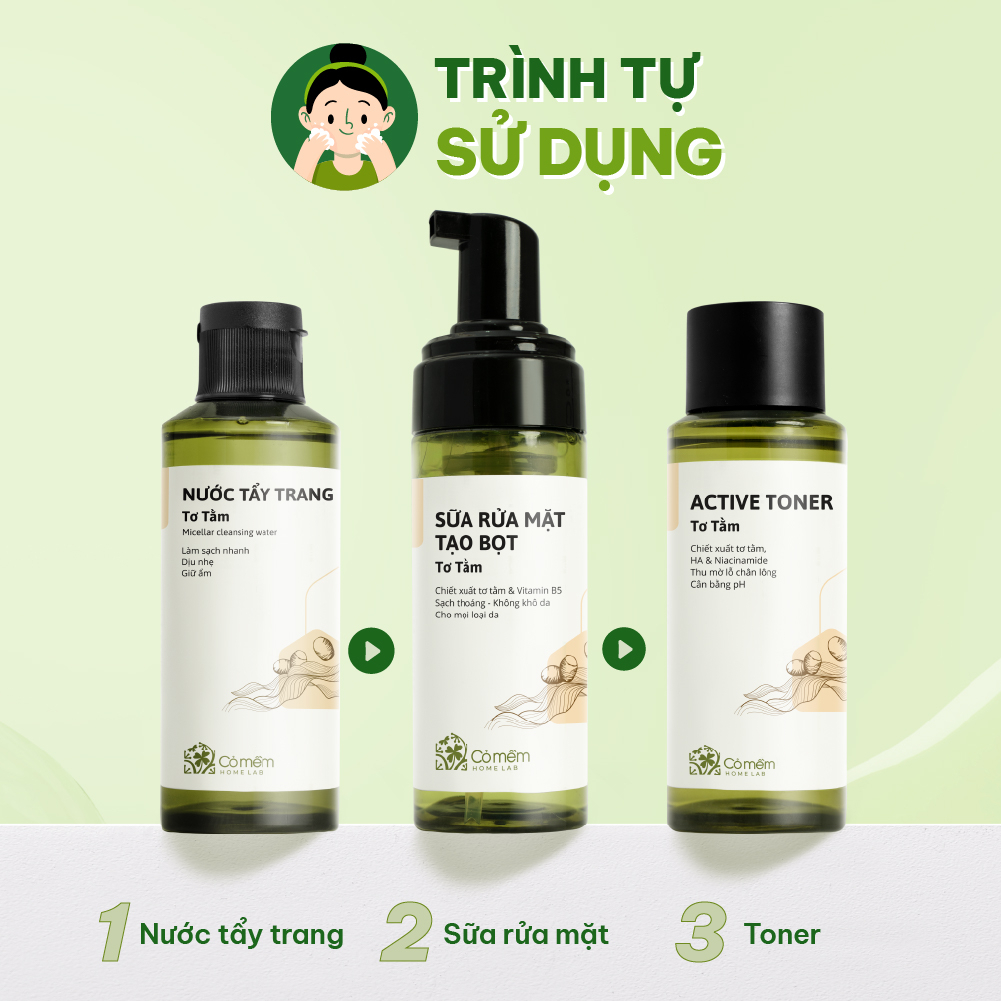 TRÌNH TỰ
SỬ DỤNG
NƯỚC TẨY TRANG
Tơ Tằm
Micellar cleansing water
Làm sạch nhanh
Dịu nhẹ
Giữ ẩm
Cỏ mềm
HOME LAB
SỮA RỬA MẶT
TẠO BỌT
Tơ Tằm
Chiết xuất tơ tằm & Vitamin B5
Sạch thoáng - Không khô da
Cho mọi loại da
Cỏ mềm
HOME LAB
ACTIVE TONER
Tơ Tằm
Chiết xuất tơ tằm,
HA & Niacinamide
Thu mờ lỗ chân lông
Cân bằng pH
Cỏ mềm
HOME LAB
1 Nước tẩy trang
2 Sữa rửa mặt
3 Toner